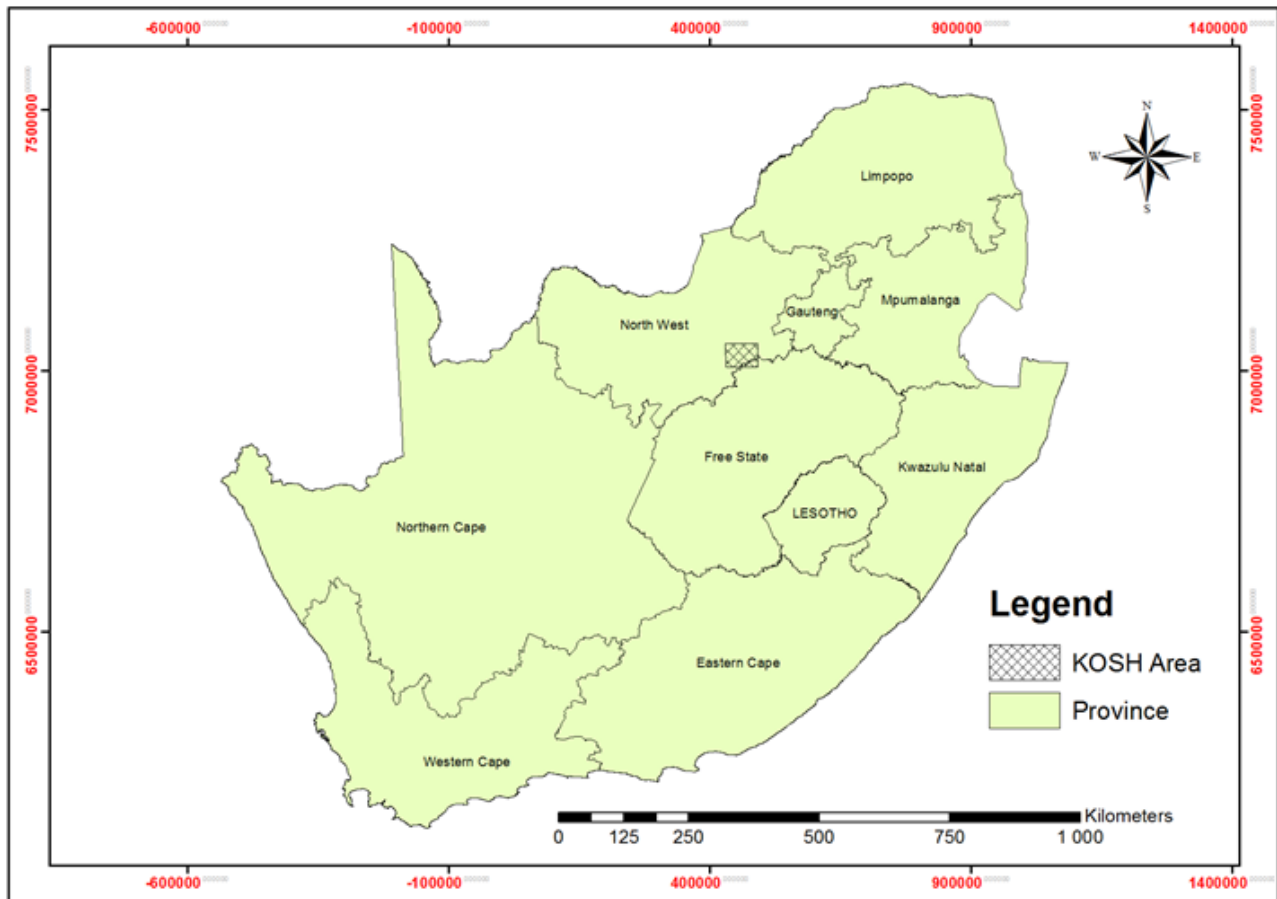 -600000 -100000 400000 900000 1400000
7500000 7500000
N
W E
S
Limpopo
Mpumalanga
Gauteng
North West
7000000 7000000
Free State
Kwazulu Natal
LESOTHO
Northern Cape
Legend
6500000 6500000
KOSH Area
Eastern Cape
Province
Western Cape
Kilometers
0 125 250 500 750 1 000
-600000 -100000 400000 900000 1400000